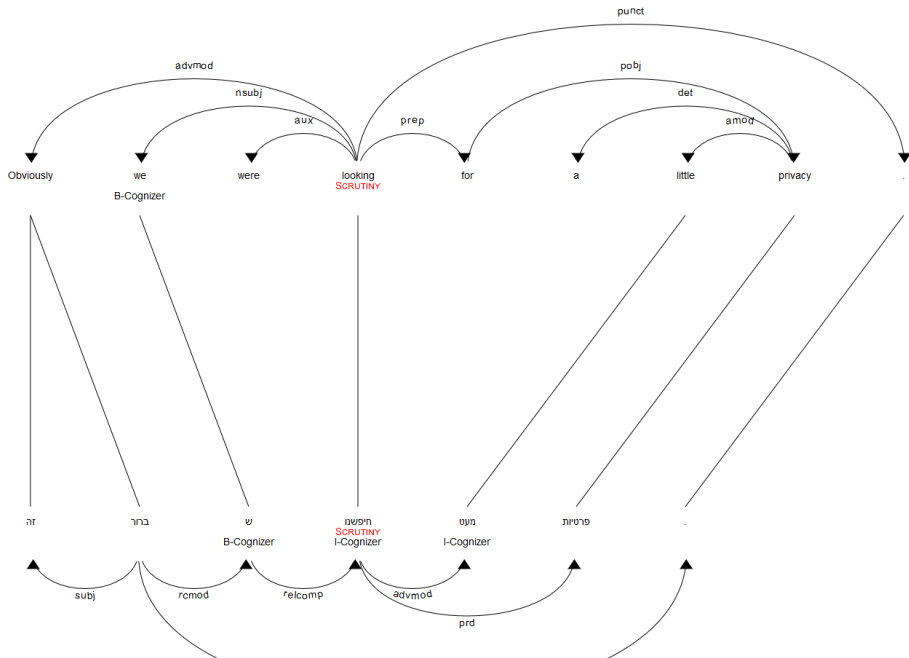 punct
advmod
pobj
nsubj
det
aux
prep
amod
Obviously we were looking for a little privacy .
SCRUTINY
B-Cognizer
זה ברור ש חיפשנו מעט פרטיות .
SCRUTINY
B-Cognizer I-Cognizer I-Cognizer
subj rcmod relcomp advmod
prd